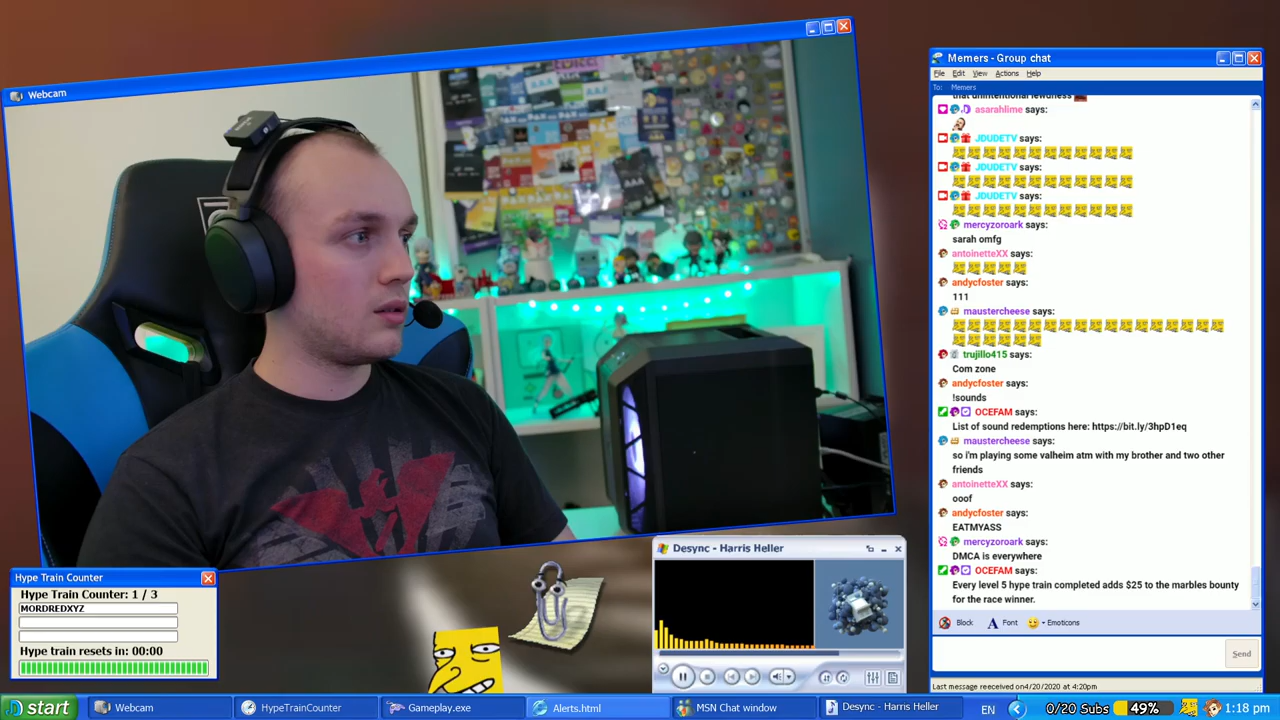 Webcam
Memers - Group chat
File Edit View Actions Help
To: Memers
that unintentional lewdness
asarahlime says:
JDUDETV says:
JDUDETV says:
JDUDETV says:
mercyzoroark says:
sarah omfg
antoinetteXX says:
andycfoster says:
111
maustercheese says:
trujillo415 says:
Com zone
andycfoster says:
!sounds
OCEFAM says:
List of sound redemptions here: https://bit.ly/3hpD1eq
maustercheese says:
so i'm playing some valheim atm with my brother and two other
friends
antoinetteXX says:
ooof
andycfoster says:
EATMYASS
mercyzoroark says:
DMCA is everywhere
OCEFAM says:
Every level 5 hype train completed adds $25 to the marbles bounty
for the race winner.
Block Font Emoticons
Send
Last message received on4/20/2020 at 4:20pm
Hype Train Counter
Hype Train Counter: 1 / 3
MORDREDXYZ
Hype train resets in: 00:00
Desync - Harris Heller
start Webcam HypeTrainCounter Gameplay.exe Alerts.html MSN Chat window Desync - Harris Heller EN 0/20 Subs 49% 1:18 pm